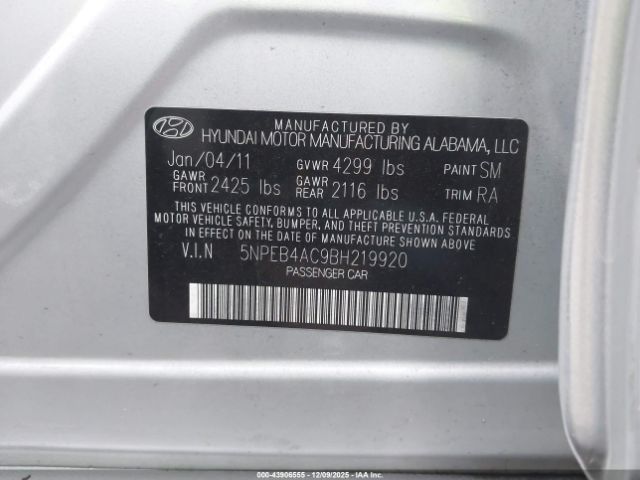 MANUFACTURED BY
HYUNDAI MOTOR MANUFACTURING ALABAMA, LLC
Jan/04/11 GVWR 4299 lbs PAINT SM
GAWR FRONT 2425 lbs GAWR REAR 2116 lbs TRIM RA
THIS VEHICLE CONFORMS TO ALL APPLICABLE U.S.A. FEDERAL
MOTOR VEHICLE SAFETY, BUMPER, AND THEFT PREVENTION STANDARDS
IN EFFECT ON THE DATE OF MANUFACTURE SHOWN ABOVE.
V.I.N 5NPEB4AC9BH219920
PASSENGER CAR
STOCK: 43906555 - 12/09/2025 - IAA, INC.